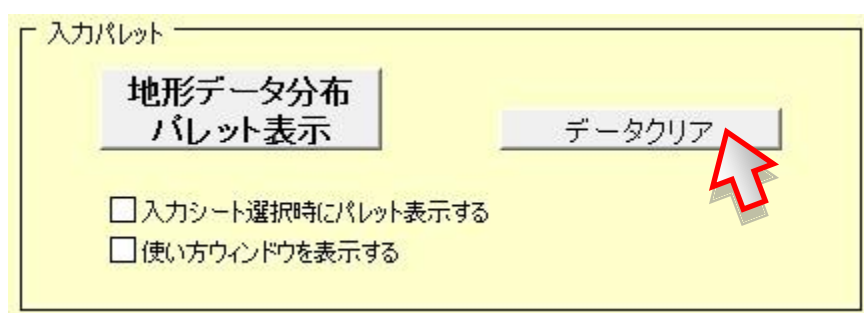 入力パレット
地形データ分布
パレット表示
データクリア
入力シート選択時にパレット表示する
使い方ウィンドウを表示する